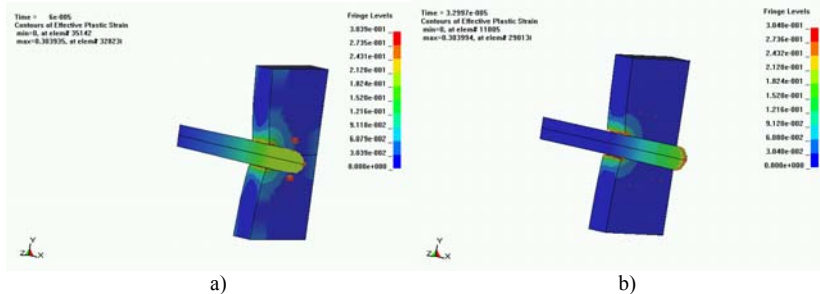 Time = 6e-005
Contours of Effective Plastic Strain
min=0, at elem# 35142
max=0.303935, at elem# 32823i
Fringe Levels
3.039e-001
2.735e-001
2.431e-001
2.128e-001
1.824e-001
1.520e-001
1.216e-001
9.118e-002
6.079e-002
3.039e-002
0.000e+000
Y
Z X
a)
Time = 3.2997e-005
Contours of Effective Plastic Strain
min=0, at elem# 11805
max=0.303994, at elem# 29013i
Fringe Levels
3.040e-001
2.736e-001
2.432e-001
2.128e-001
1.824e-001
1.520e-001
1.216e-001
9.120e-002
6.080e-002
3.040e-002
0.000e+000
Y
Z X
b)